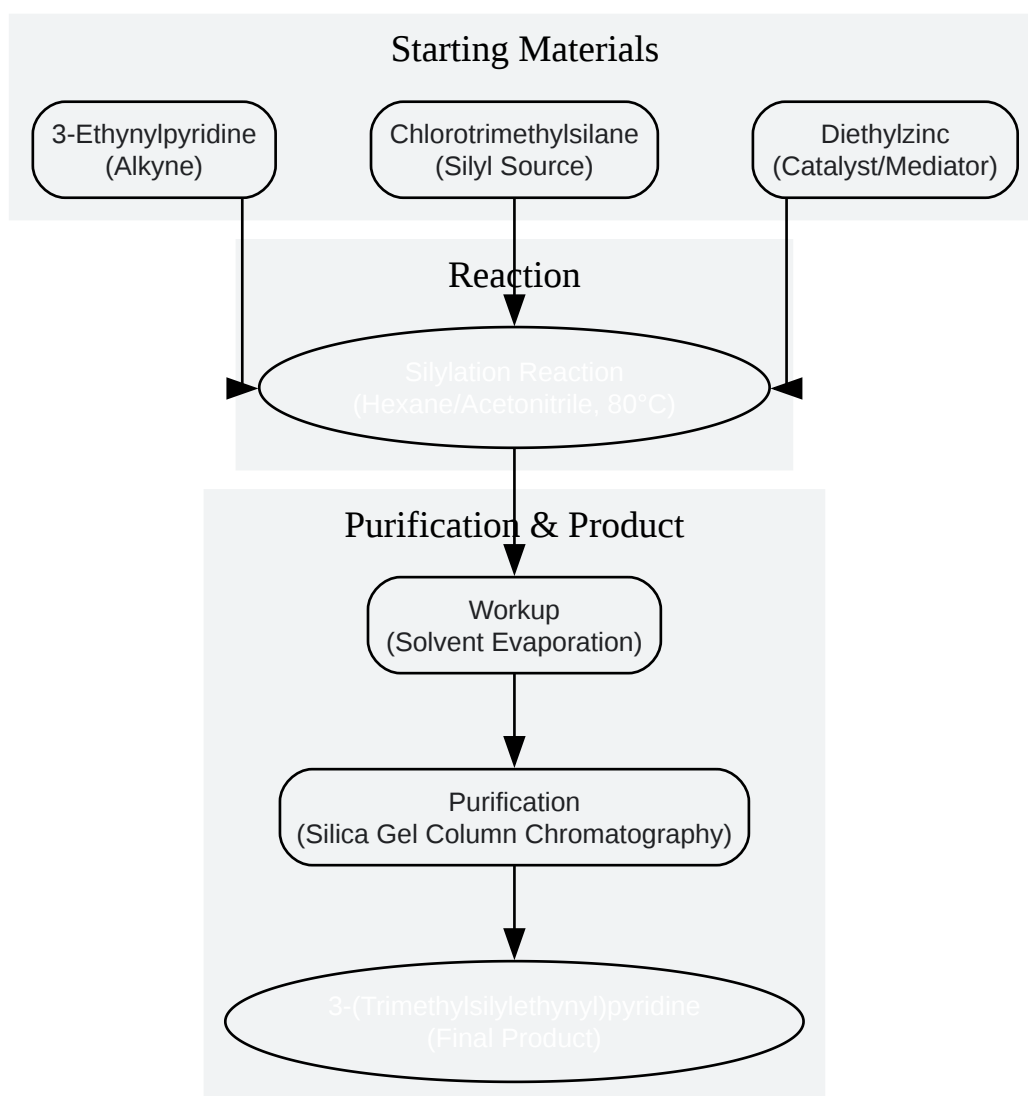 Starting Materials
3-Ethynylpyridine
(Alkyne)
Chlorotrimethylsilane
(Silyl Source)
Diethylzinc
(Catalyst/Mediator)
Reaction
Silylation Reaction
(Hexane/Acetonitrile, 80°C)
Purification & Product
Workup
(Solvent Evaporation)
Purification
(Silica Gel Column Chromatography)
3-(Trimethylsilylethynyl)pyridine
(Final Product)